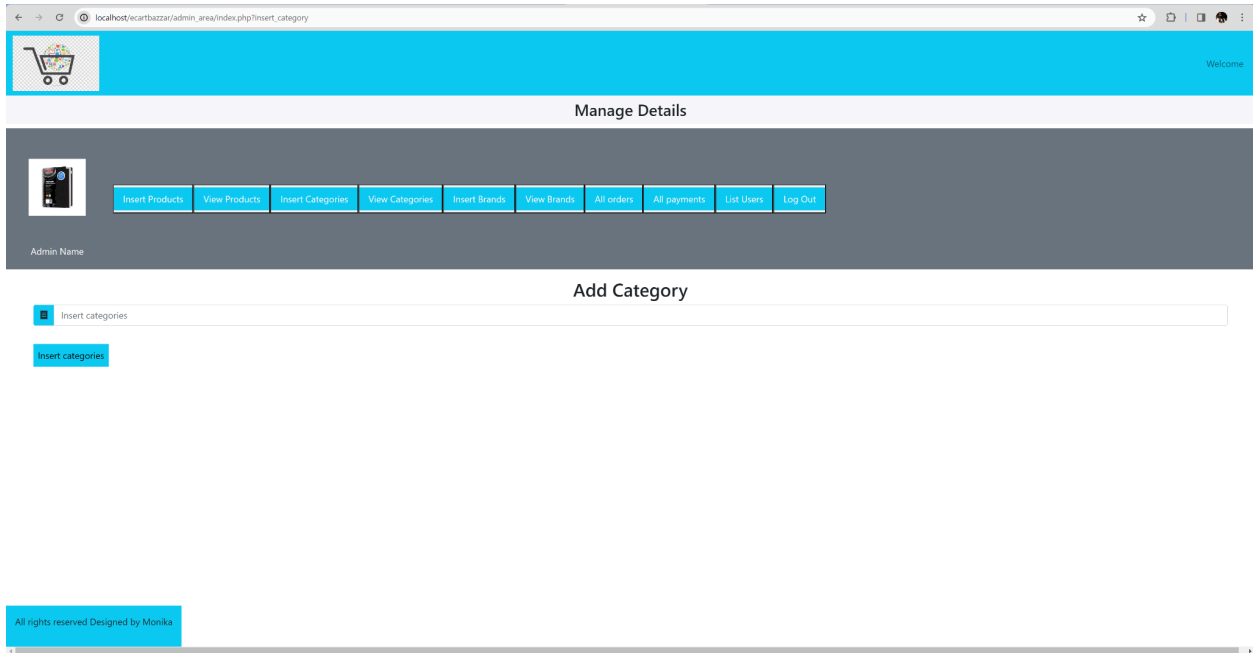 localhost/ecartbazzar/admin_area/index.php?insert_category
Welcome
Manage Details
Insert Products View Products Insert Categories View Categories Insert Brands View Brands All orders All payments List Users Log Out
Admin Name
Add Category
Insert categories
Insert categories
All rights reserved Designed by Monika